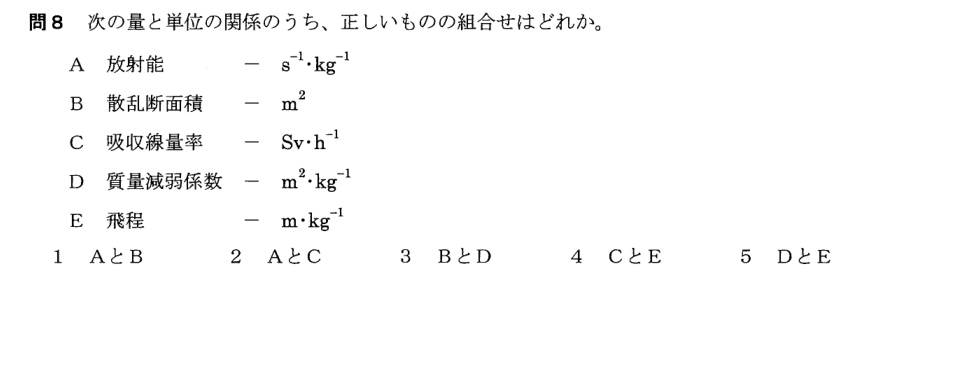 問8 次の量と単位の関係のうち、正しいものの組合せはどれか。
A 放射能 － s⁻¹･kg⁻¹
B 散乱断面積 － m²
C 吸収線量率 － Sv･h⁻¹
D 質量減弱係数 － m²･kg⁻¹
E 飛程 － m･kg⁻¹
1 AとB 2 AとC 3 BとD 4 CとE 5 DとE